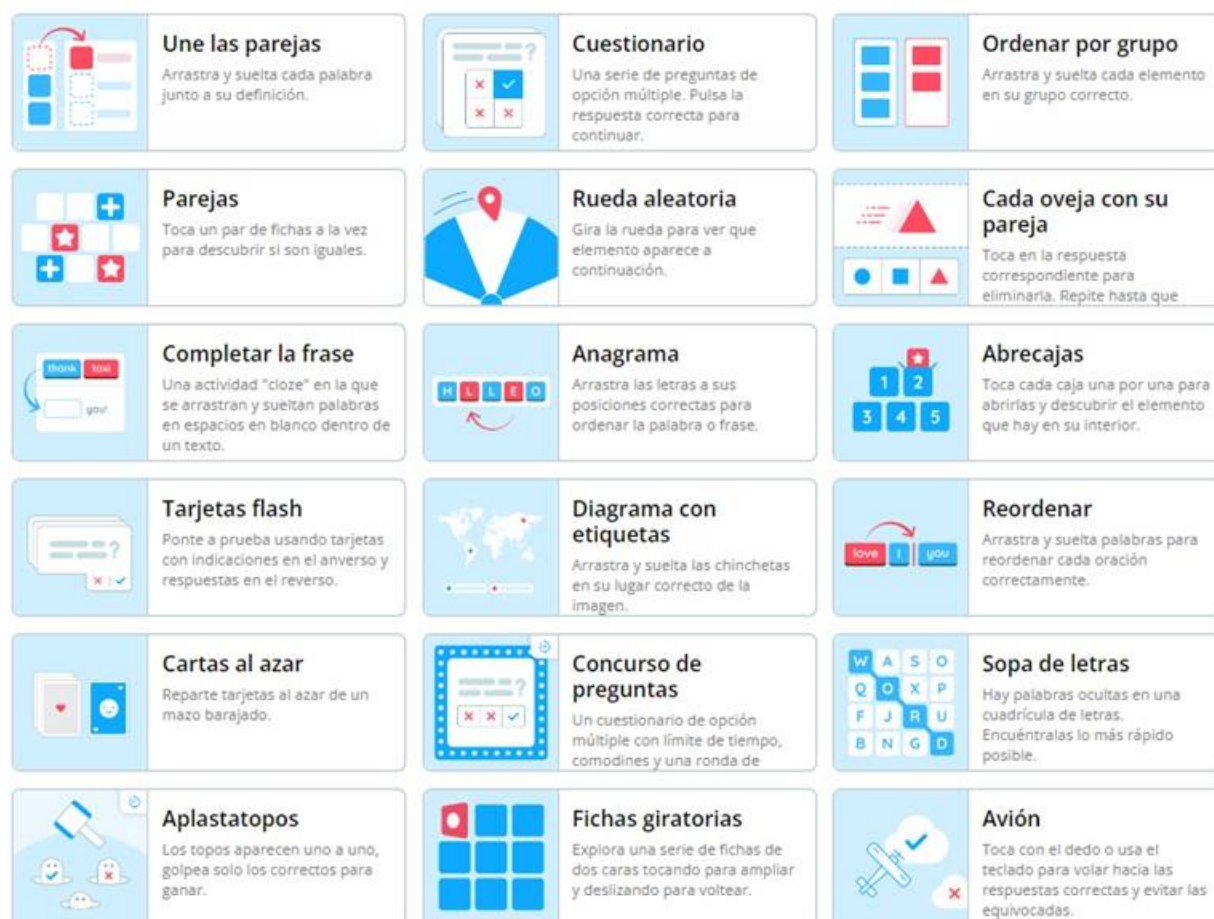 Une las parejas
Arrastra y suelta cada palabra
junto a su definición.
Cuestionario
Una serie de preguntas de
opción múltiple. Pulsa la
respuesta correcta para
continuar.
Ordenar por grupo
Arrastra y suelta cada elemento
en su grupo correcto.
Parejas
Toca un par de fichas a la vez
para descubrir si son iguales.
Rueda aleatoria
Gira la rueda para ver que
elemento aparece a
continuación.
Cada oveja con su
pareja
Toca en la respuesta
correspondiente para
eliminarla. Repite hasta que
thank taxi
you!
Completar la frase
Una actividad "cloze" en la que
se arrastran y sueltan palabras
en espacios en blanco dentro de
un texto.
H L L E O
Anagrama
Arrastra las letras a sus
posiciones correctas para
ordenar la palabra o frase.
1 2
3 4 5
Abrecajas
Toca cada caja una por una para
abrirlas y descubrir el elemento
que hay en su interior.
?
Tarjetas flash
Ponte a prueba usando tarjetas
con indicaciones en el anverso y
respuestas en el reverso.
Diagrama con
etiquetas
Arrastra y suelta las chinchetas
en su lugar correcto de la
imagen.
love I you
Reordenar
Arrastra y suelta palabras para
reordenar cada oración
correctamente.
Cartas al azar
Reparte tarjetas al azar de un
mazo barajado.
?
Concurso de
preguntas
Un cuestionario de opción
múltiple con límite de tiempo,
comodines y una ronda de
W A S O
Q O X P
F J R U
B N G D
Sopa de letras
Hay palabras ocultas en una
cuadrícula de letras.
Encuéntralas lo más rápido
posible.
Aplastatopos
Los topos aparecen uno a uno,
golpea solo los correctos para
ganar.
Fichas giratorias
Explora una serie de fichas de
dos caras tocando para ampliar
y deslizando para voltear.
Avión
Toca con el dedo o usa el
teclado para volar hacia las
respuestas correctas y evitar las
equivocadas.